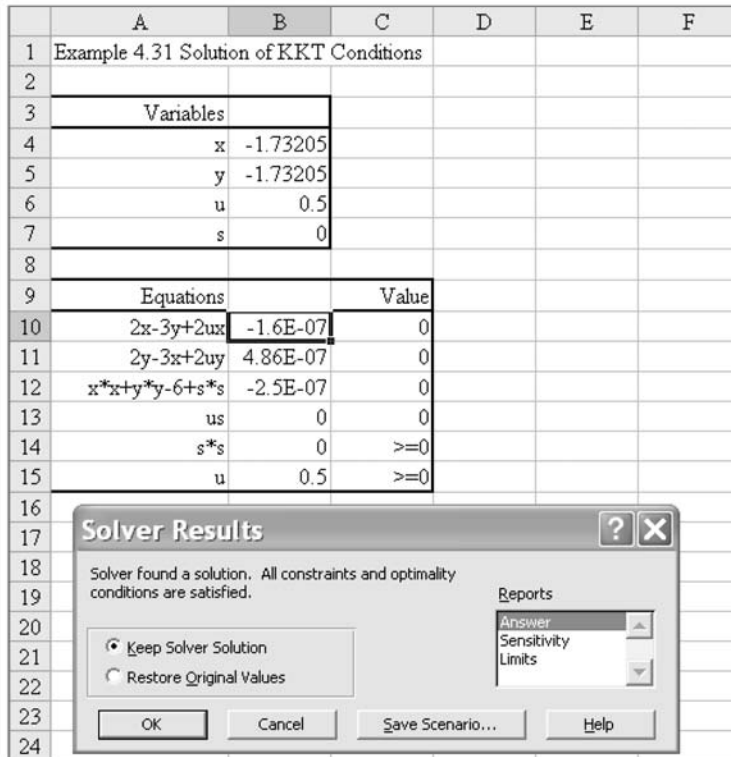 A B C D E F
1 Example 4.31 Solution of KKT Conditions
2
3 Variables
4 x -1.73205
5 y -1.73205
6 u 0.5
7 s 0
8
9 Equations Value
10 2x-3y+2ux -1.6E-07 0
11 2y-3x+2uy 4.86E-07 0
12 x*x+y*y-6+s*s -2.5E-07 0
13 us 0 0
14 s*s 0 >=0
15 u 0.5 >=0
16
17
18
19
20
21
22
23
24
Solver Results ? X
Solver found a solution. All constraints and optimality
conditions are satisfied.
Reports
Answer
Sensitivity
Limits
Keep Solver Solution
Restore Original Values
OK Cancel Save Scenario... Help